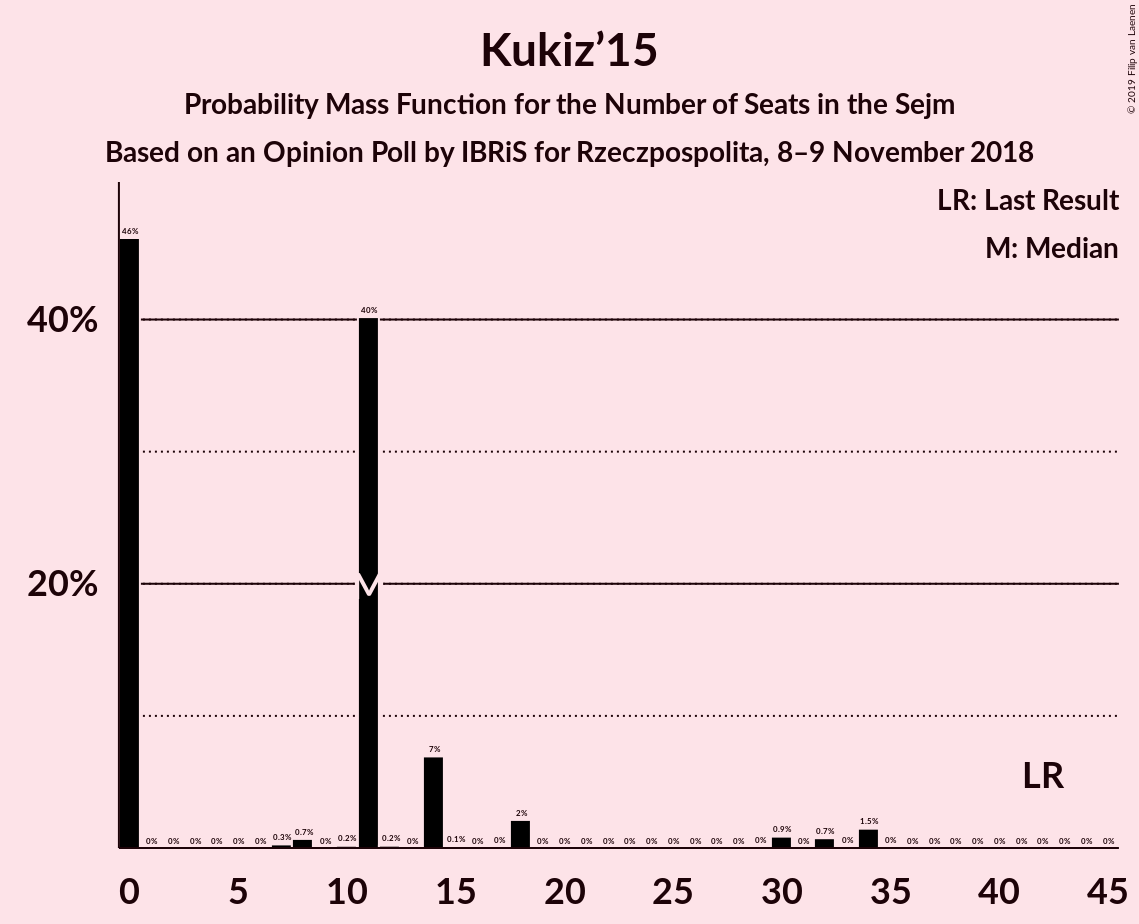 © 2019 Filip van Laenen
Kukiz’15
Probability Mass Function for the Number of Seats in the Sejm
Based on an Opinion Poll by IBRiS for Rzeczpospolita, 8–9 November 2018
LR: Last Result
M: Median
46% 0% 0% 0% 0% 0% 0% 0.3% 0.7% 0% 0.2% 40% 0.2% 0% 7% 0.1% 0% 0% 2% 0% 0% 0% 0% 0% 0% 0% 0% 0% 0% 0% 0.9% 0% 0.7% 0% 1.5% 0% 0% 0% 0% 0% 0% 0% 0% 0% 0% 0%
40%
20%
M
LR
0 5 10 15 20 25 30 35 40 45